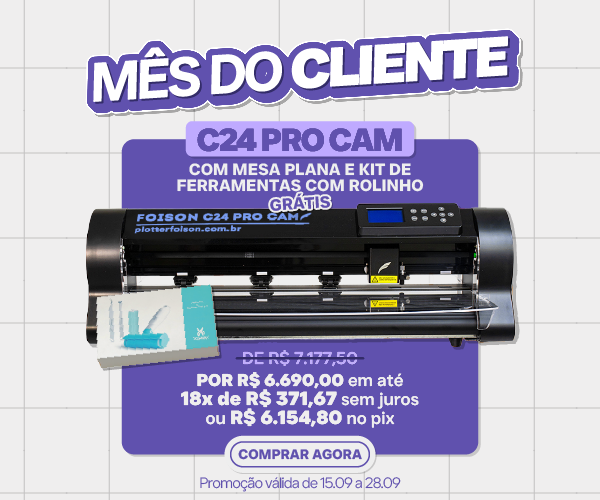 MÊS DO CLIENTE
C24 PRO CAM
COM MESA PLANA E KIT DE
FERRAMENTAS COM ROLINHO
GRÁTIS
FOISON C24 PRO CAM
plotterfoison.com.br
DE R$ 7.177,50
POR R$ 6.690,00 em até
18x de R$ 371,67 sem juros
ou R$ 6.154,80 no pix
COMPRAR AGORA
Promoção válida de 15.09 a 28.09